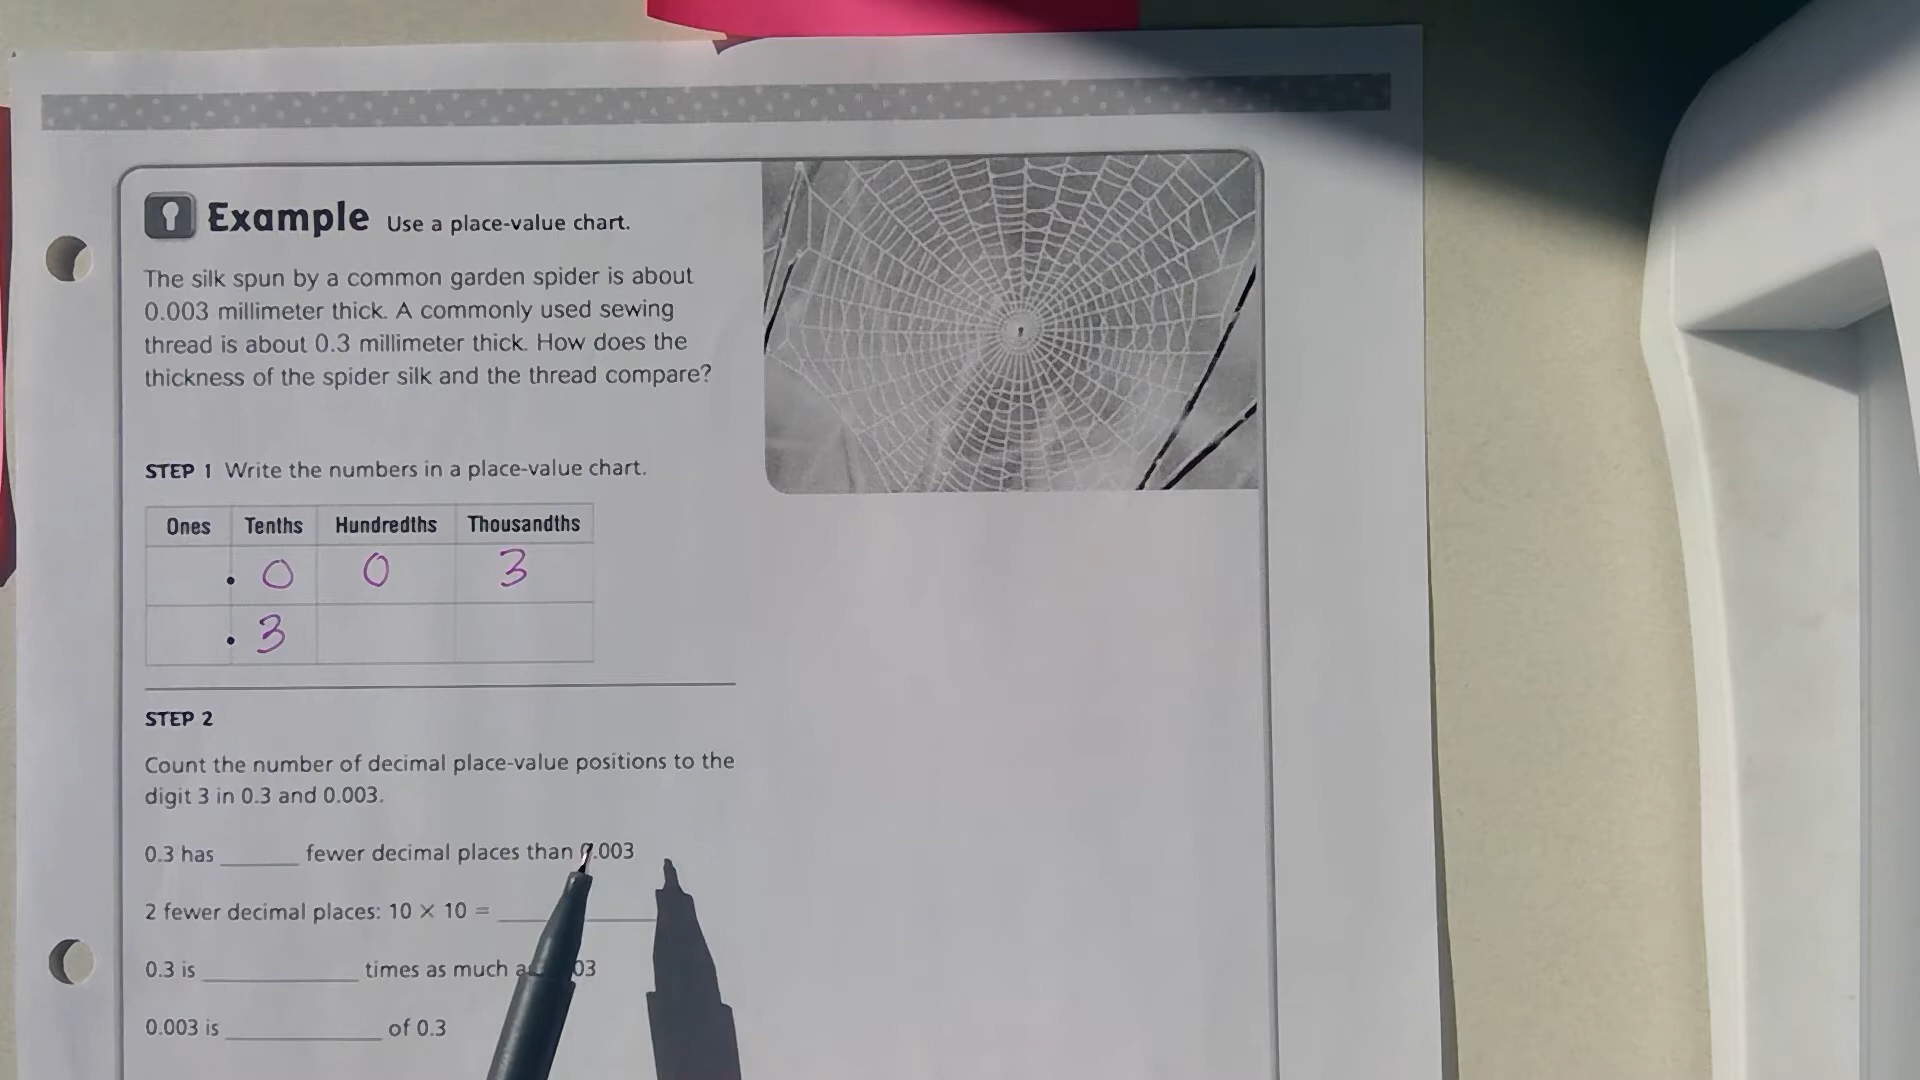 Example Use a place-value chart.
The silk spun by a common garden spider is about
0.003 millimeter thick. A commonly used sewing
thread is about 0.3 millimeter thick. How does the
thickness of the spider silk and the thread compare?
STEP 1 Write the numbers in a place-value chart.
Ones Tenths Hundredths Thousandths
. 0 0 3
. 3
STEP 2
Count the number of decimal place-value positions to the
digit 3 in 0.3 and 0.003.
0.3 has ______ fewer decimal places than 0.003
2 fewer decimal places: 10 × 10 = ______
0.3 is ______ times as much 03
0.003 is ______ of 0.3